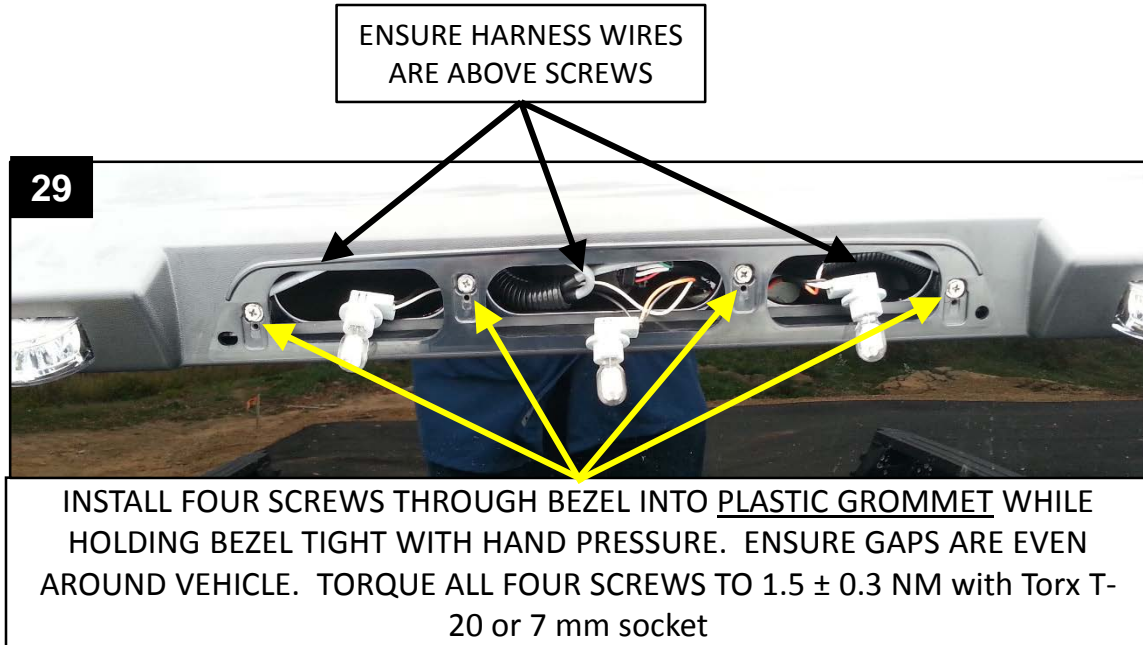 ENSURE HARNESS WIRES
ARE ABOVE SCREWS
29
INSTALL FOUR SCREWS THROUGH BEZEL INTO PLASTIC GROMMET WHILE
HOLDING BEZEL TIGHT WITH HAND PRESSURE. ENSURE GAPS ARE EVEN
AROUND VEHICLE. TORQUE ALL FOUR SCREWS TO 1.5 ± 0.3 NM with Torx T-
20 or 7 mm socket